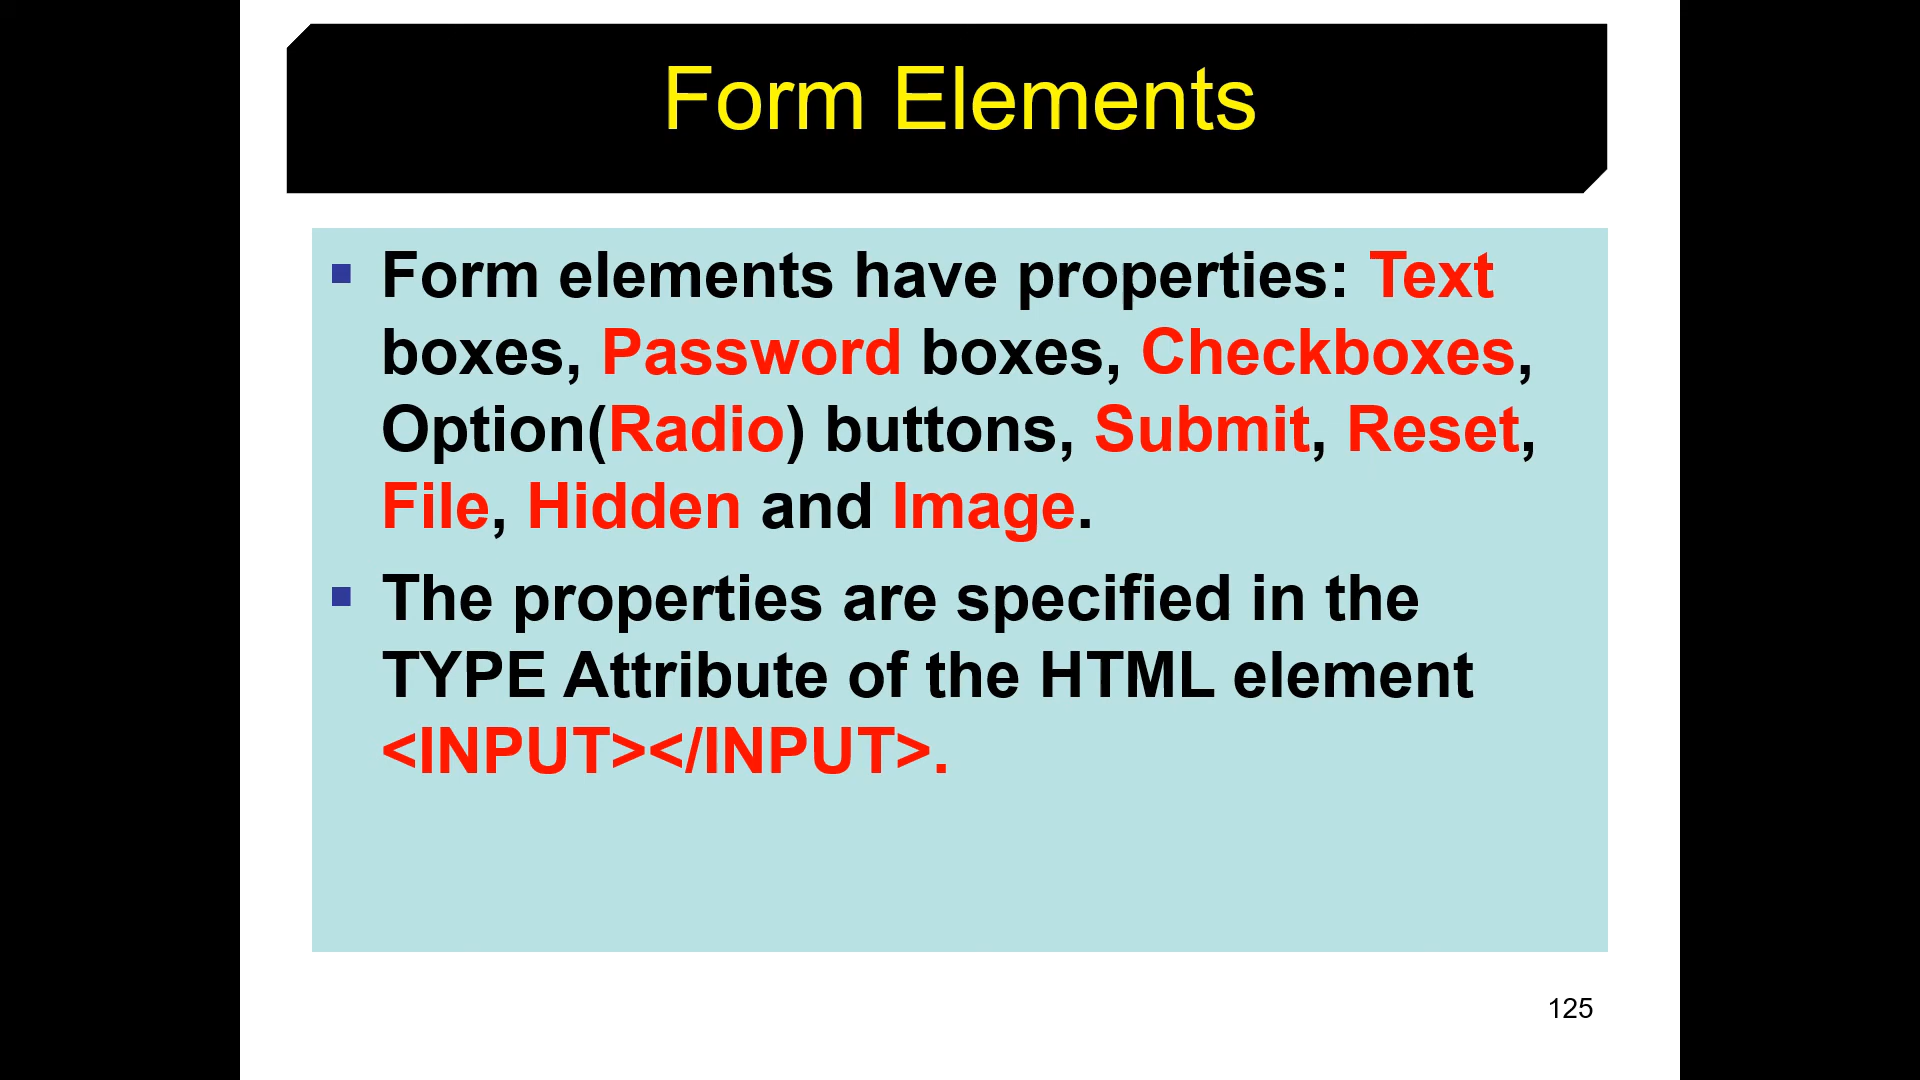 Form Elements
▪ Form elements have properties: Text
boxes, Password boxes, Checkboxes,
Option(Radio) buttons, Submit, Reset,
File, Hidden and Image.
▪ The properties are specified in the
TYPE Attribute of the HTML element
<INPUT></INPUT>.
125